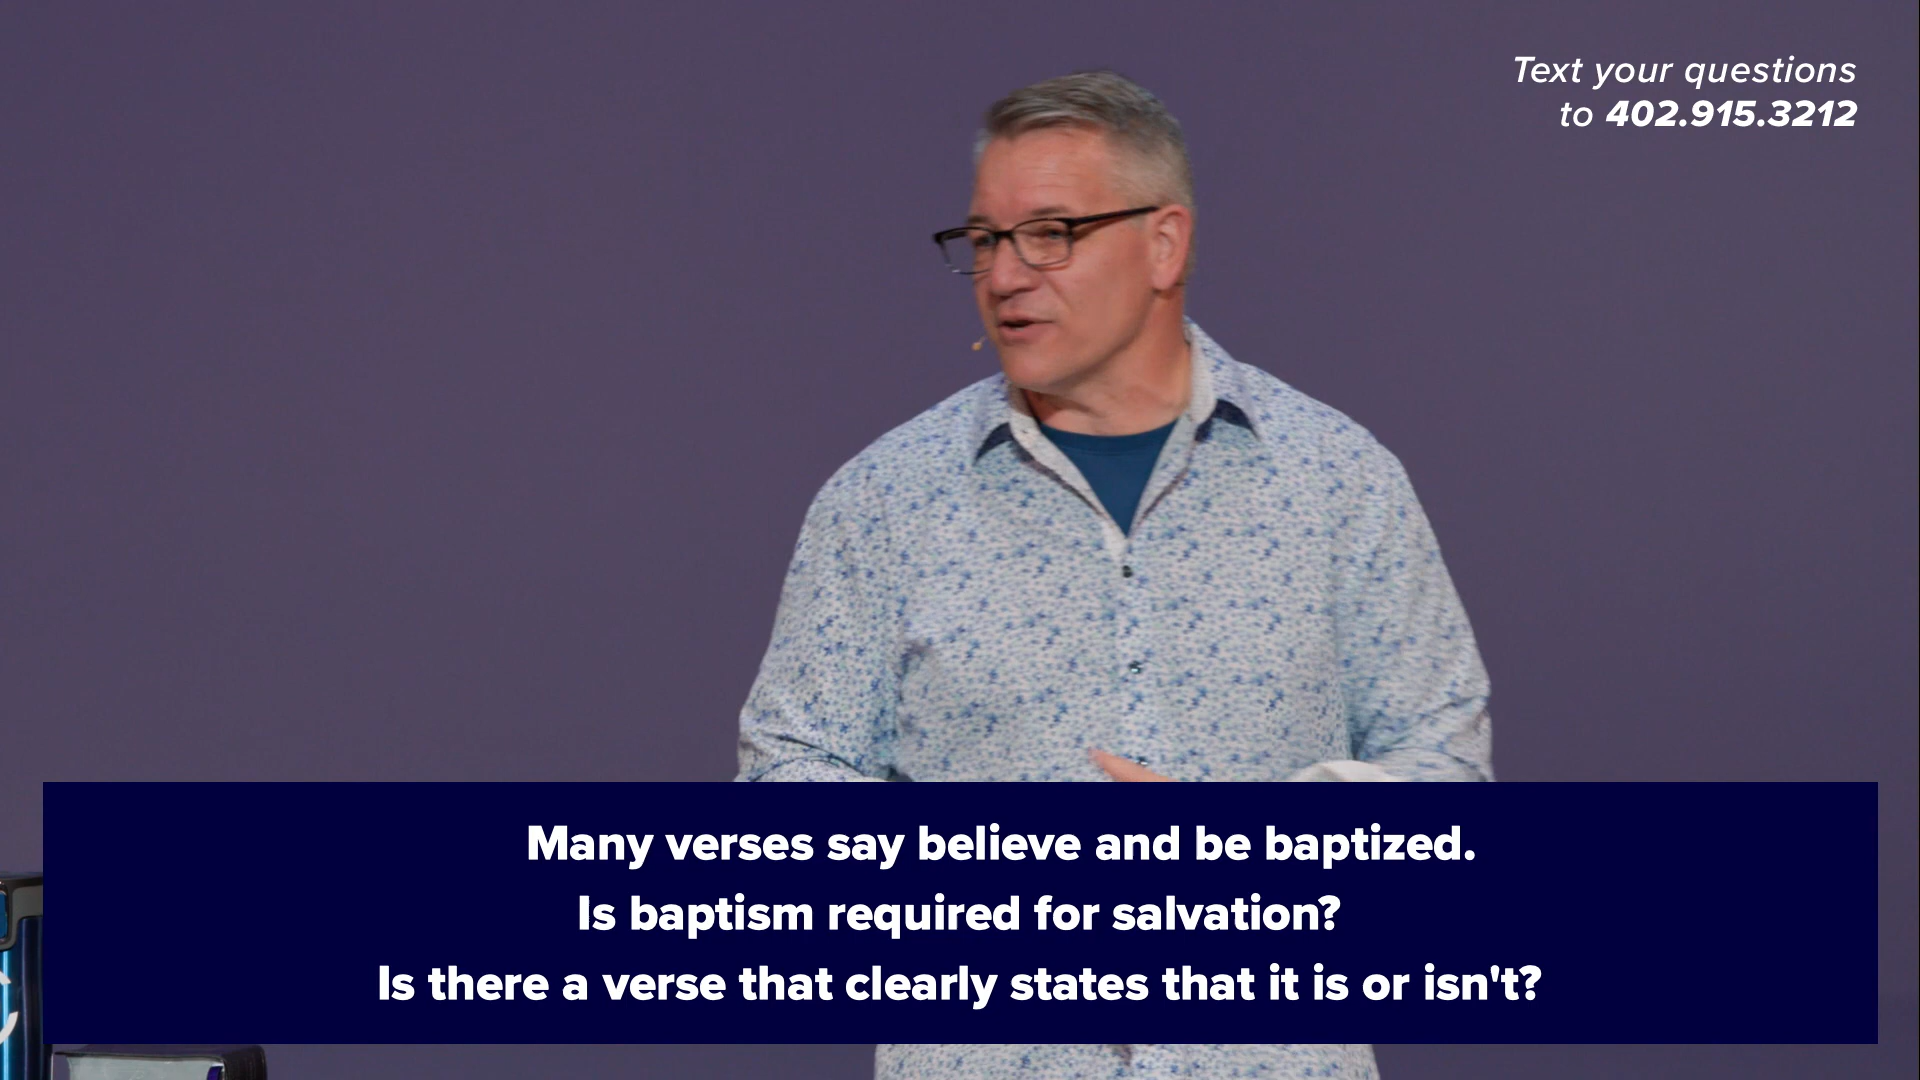 Text your questions
to 402.915.3212
Many verses say believe and be baptized.
Is baptism required for salvation?
Is there a verse that clearly states that it is or isn't?